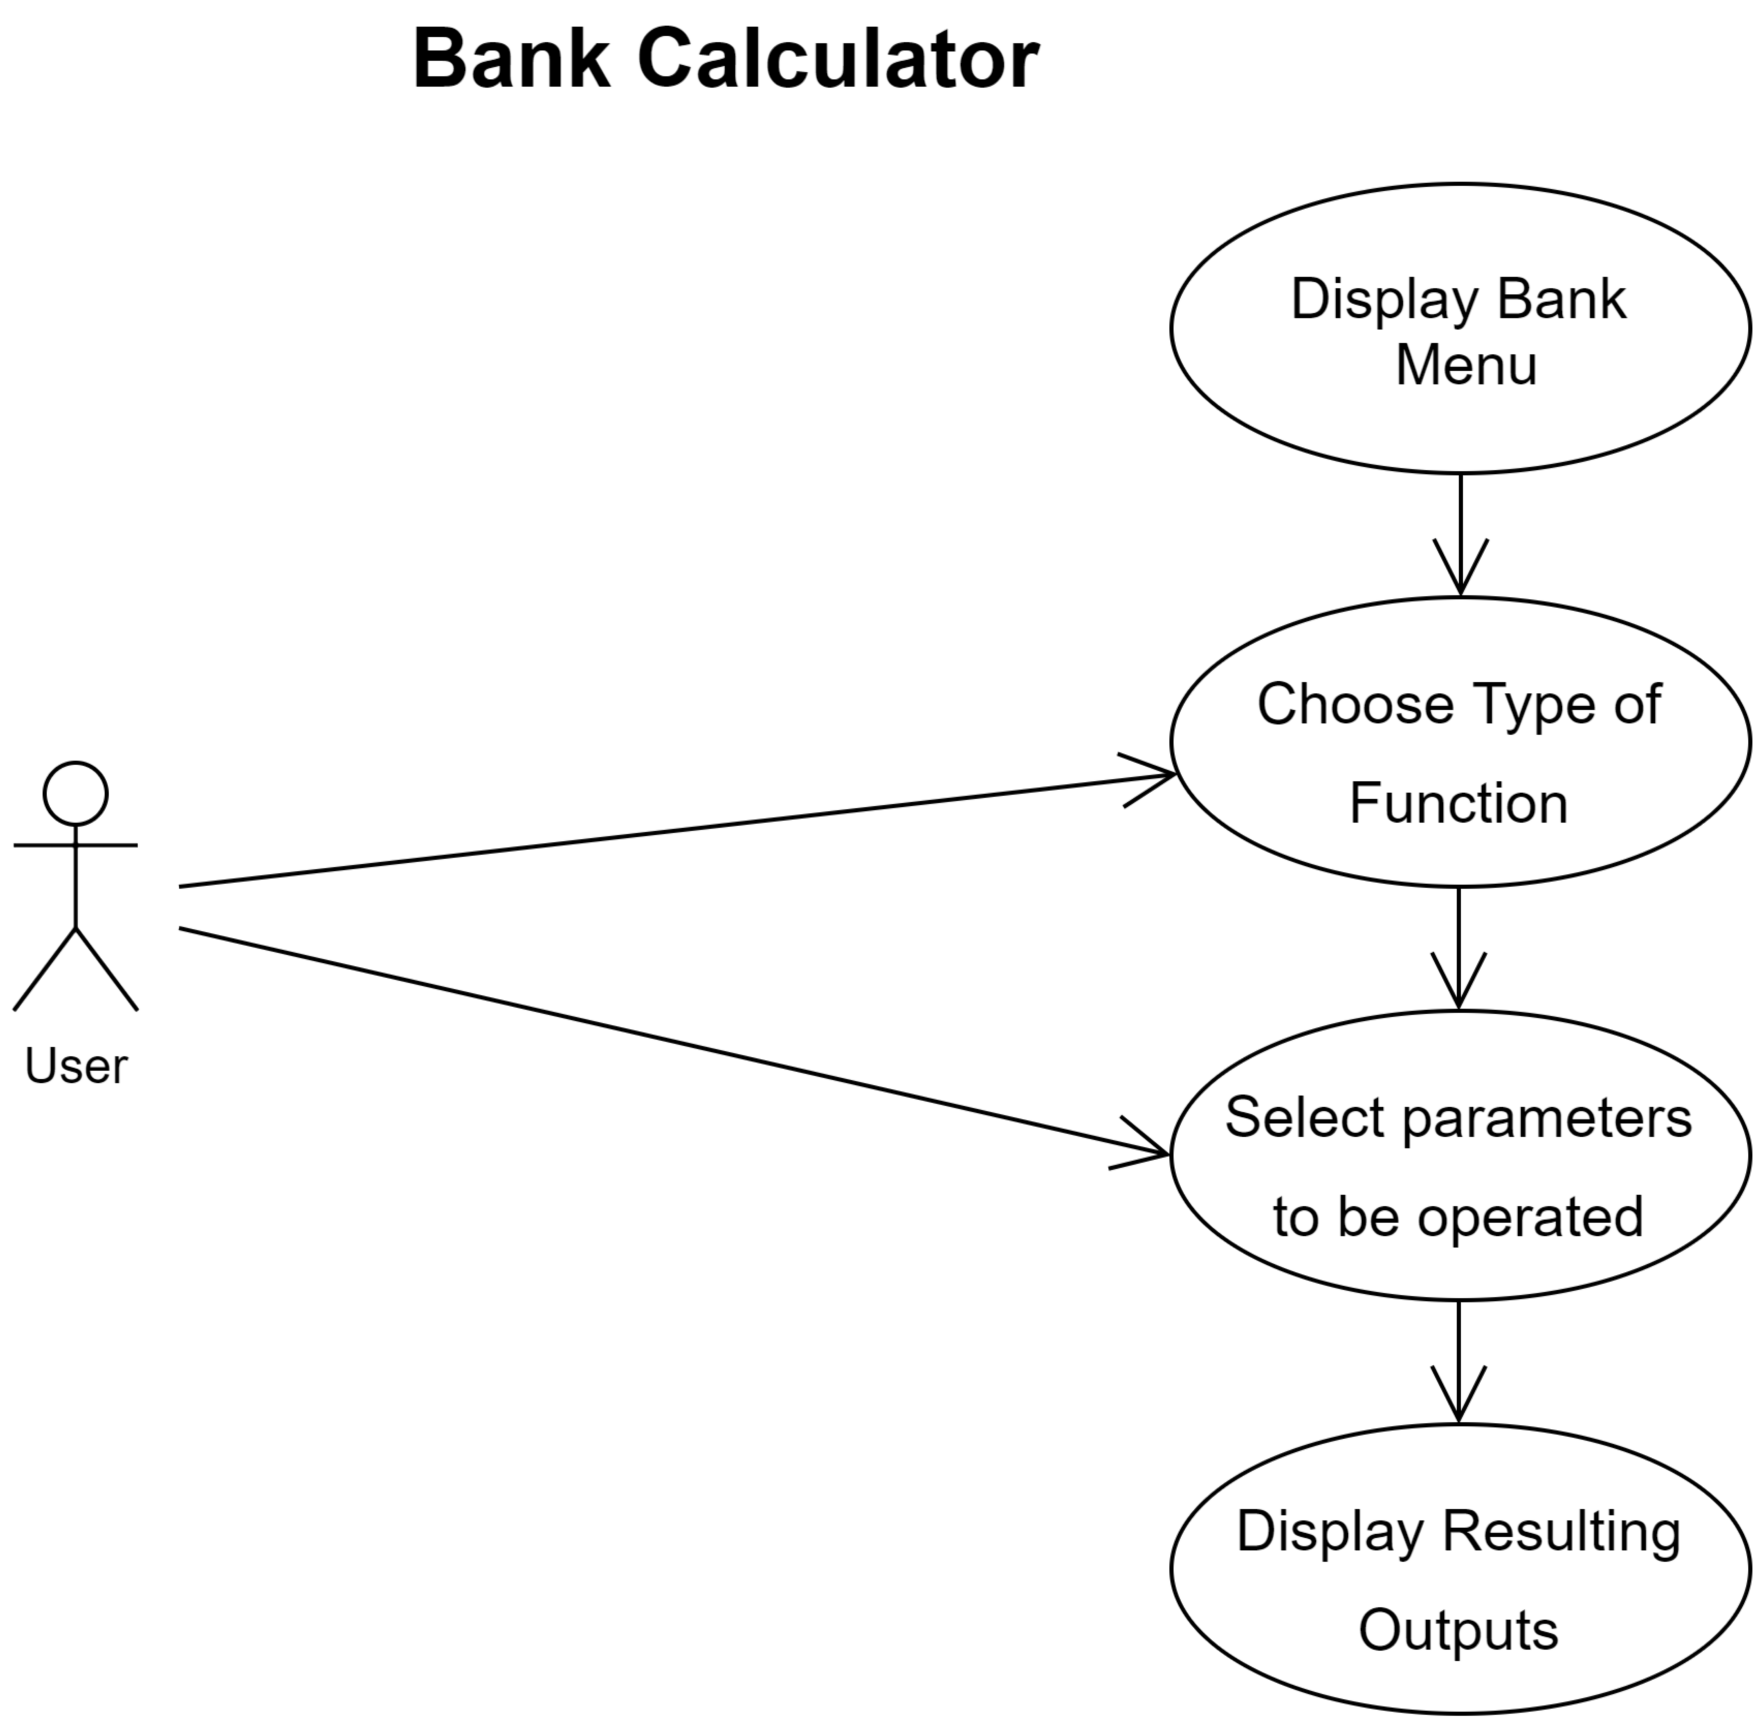 Bank Calculator
Display Bank
Menu
Choose Type of
Function
User
Select parameters
to be operated
Display Resulting
Outputs